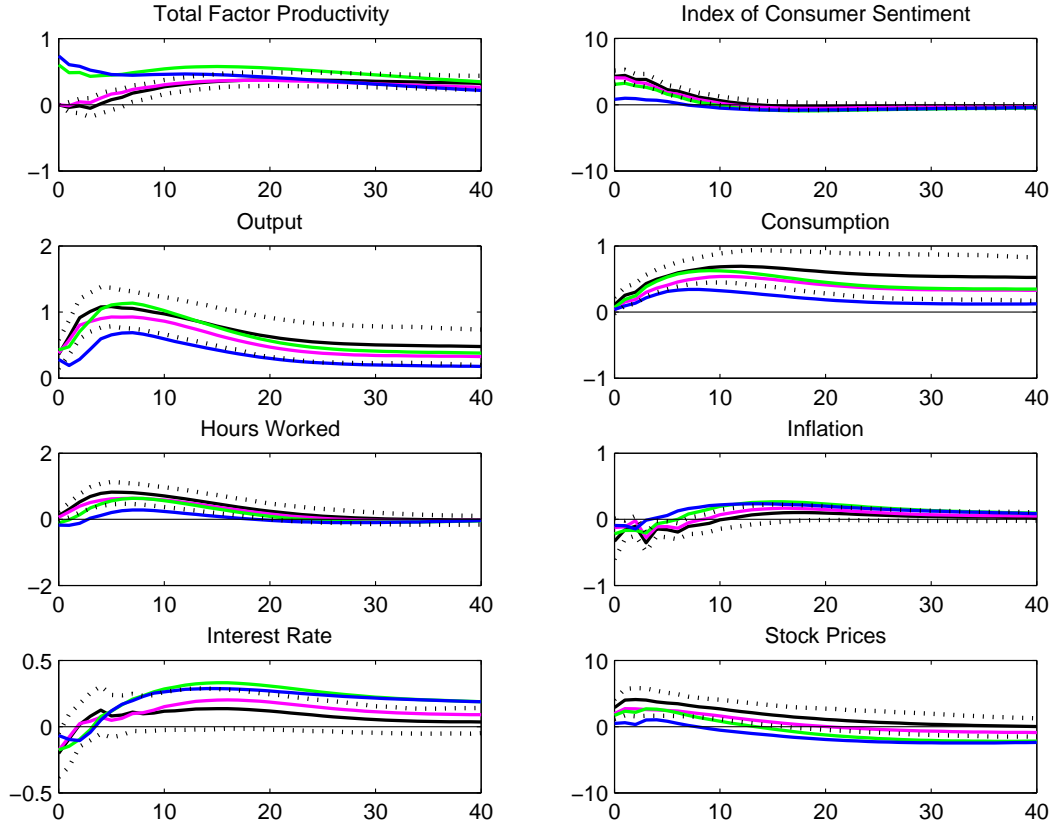 Total Factor Productivity
1
0
−1
0 10 20 30 40
Index of Consumer Sentiment
10
0
−10
0 10 20 30 40
Output
2
1
0
0 10 20 30 40
Consumption
1
0
−1
0 10 20 30 40
Hours Worked
2
0
−2
0 10 20 30 40
Inflation
1
0
−1
0 10 20 30 40
Interest Rate
0.5
0
−0.5
0 10 20 30 40
Stock Prices
10
0
−10
0 10 20 30 40